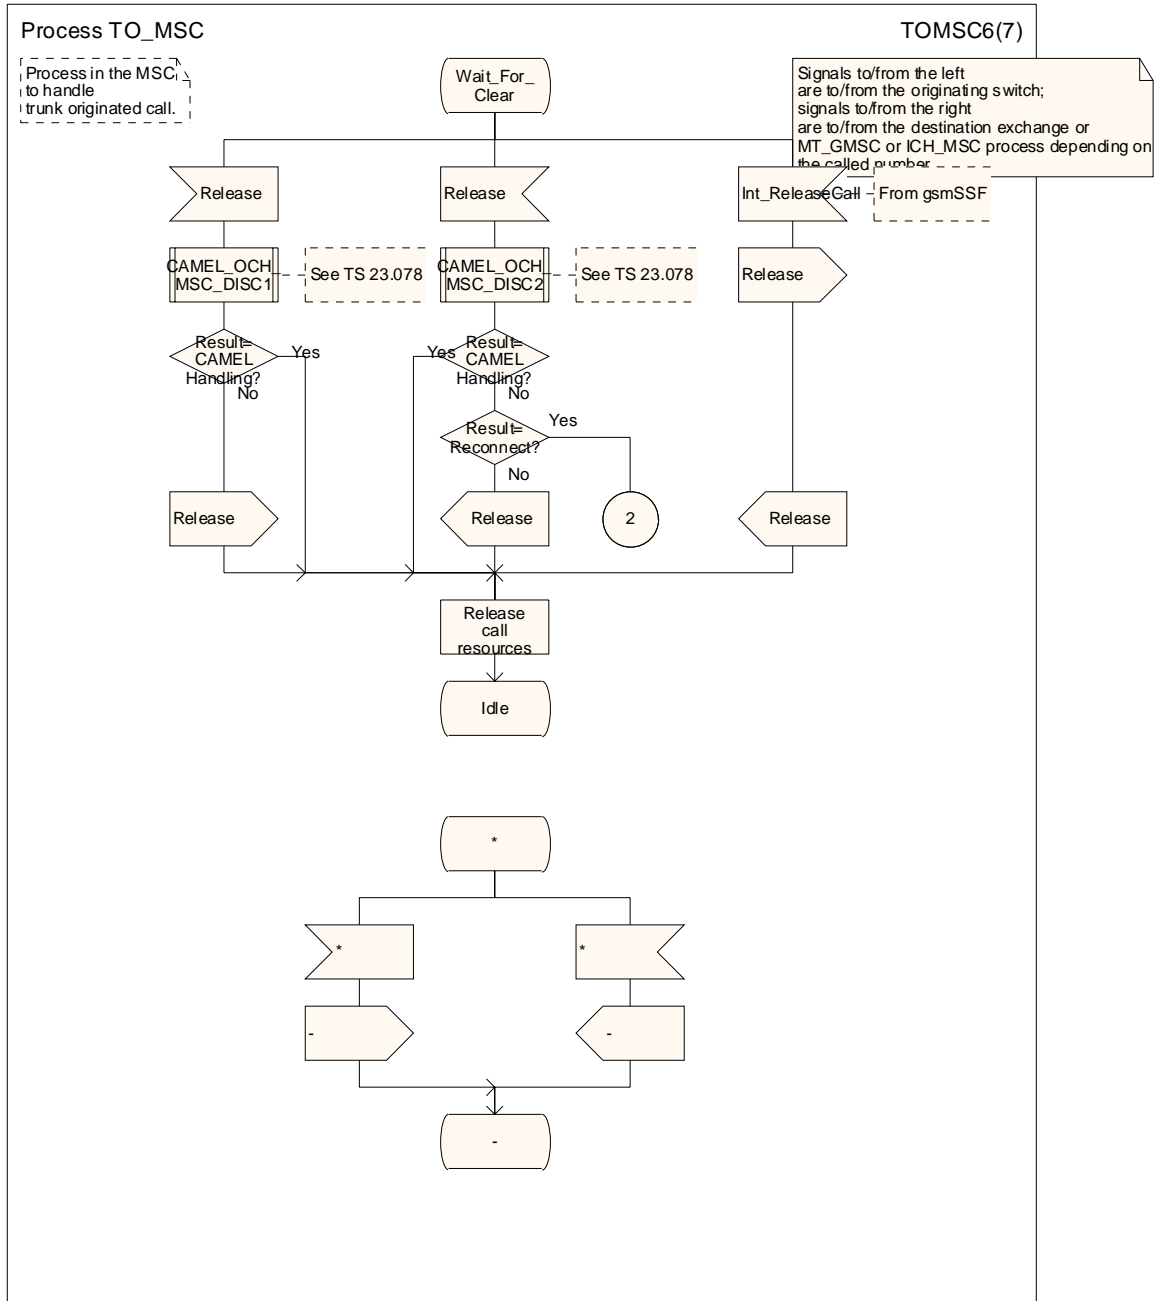 Process TO_MSC
TOMSC6(7)
Process in the MSC
to handle
trunk originated call.
Wait_For_
Clear
Signals to/from the left
are to/from the originating switch;
signals to/from the right
are to/from the destination exchange or
MT_GMSC or ICH_MSC process depending on
the called number
Release
Release
Int_ReleaseCall
From gsmSSF
CAMEL_OCH_
MSC_DISC1
See TS 23.078
CAMEL_OCH_
MSC_DISC2
See TS 23.078
Release
Result=
CAMEL
Handling?
Yes
No
Yes
Result=
CAMEL
Handling?
No
Result=
Reconnect?
Yes
No
Release
Release
2
Release
Release
call
resources
Idle
*
*
*
-
-
-